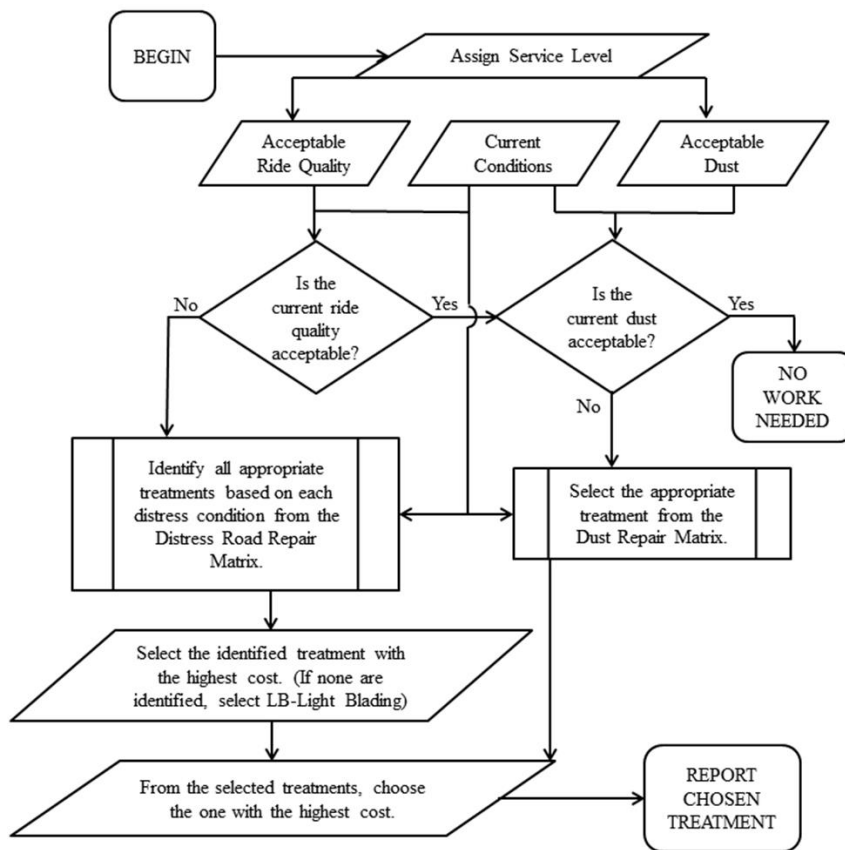 BEGIN
Assign Service Level
Acceptable
Ride Quality
Current
Conditions
Acceptable
Dust
Is the
current ride
quality
acceptable?
No
Yes
Is the
current dust
acceptable?
Yes
No
NO
WORK
NEEDED
Identify all appropriate
treatments based on each
distress condition from the
Distress Road Repair
Matrix.
Select the appropriate
treatment from the
Dust Repair Matrix.
Select the identified treatment with
the highest cost. (If none are
identified, select LB-Light Blading)
From the selected treatments, choose
the one with the highest cost.
REPORT
CHOSEN
TREATMENT